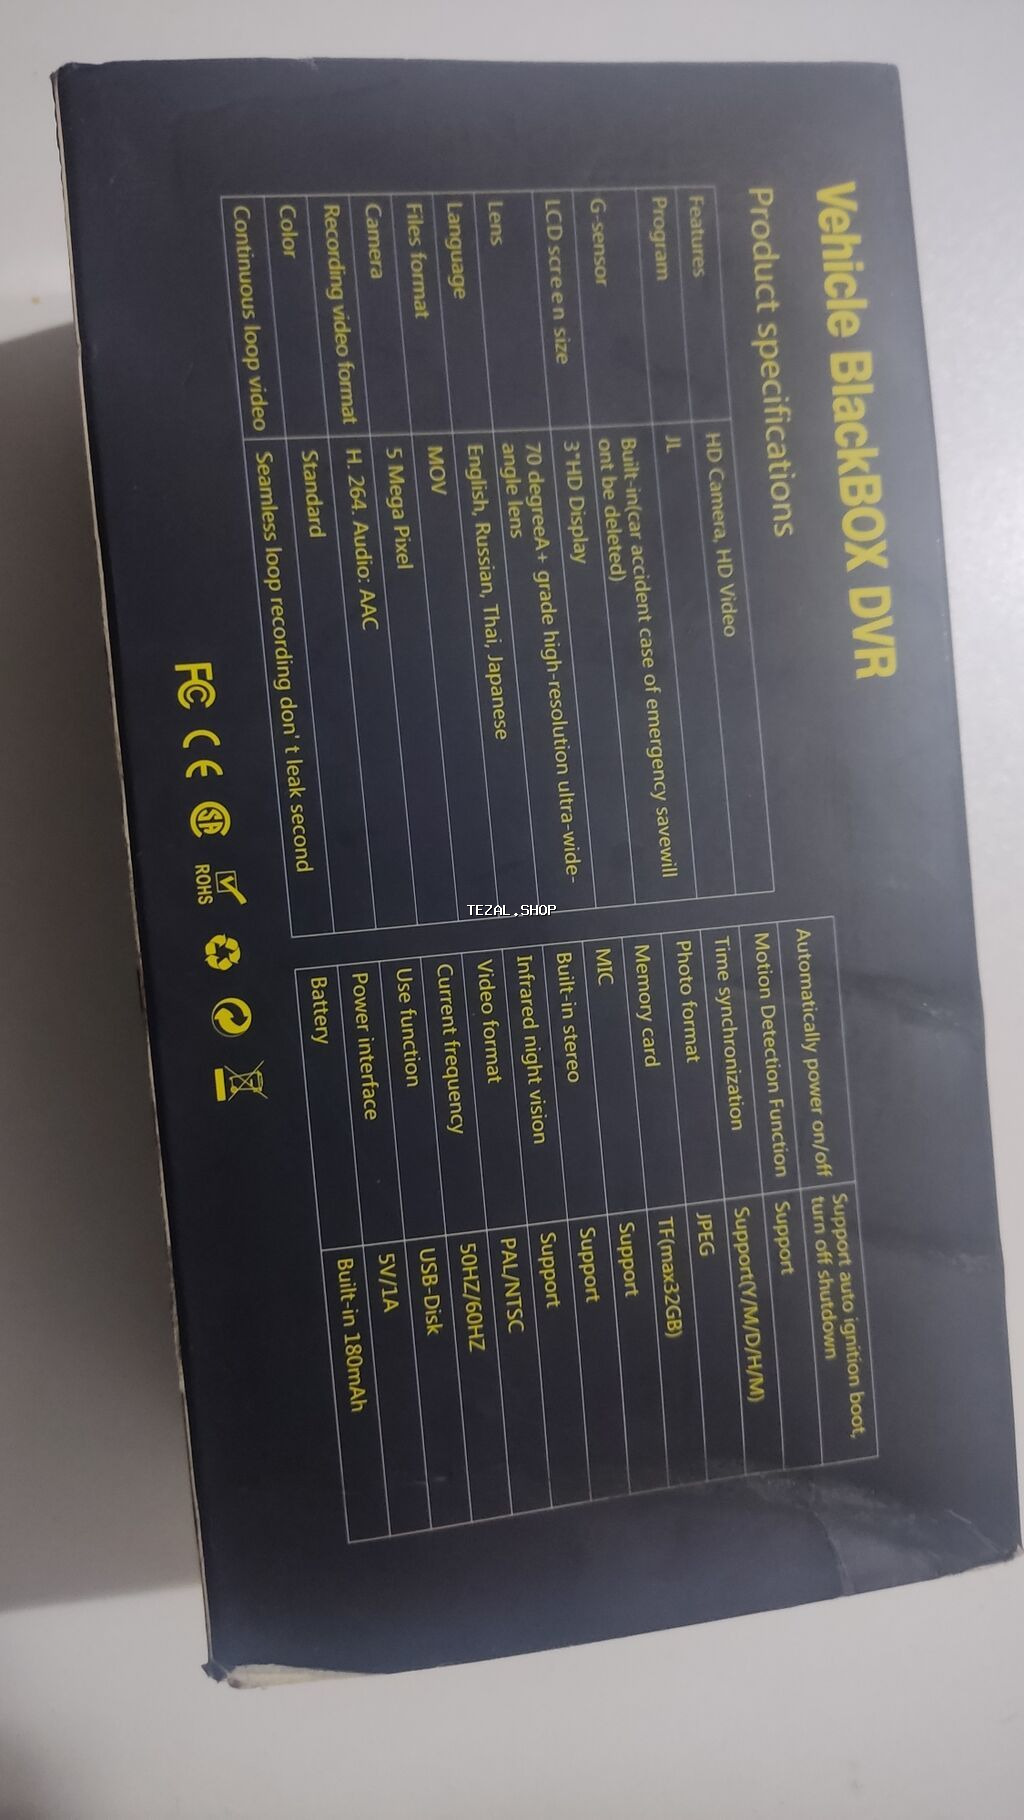 Vehicle BlackBOX DVR
Product specifications
Features HD Camera, HD Video
Program JL
G-sensor Built-in(car accident case of emergency savewill
ont be deleted)
LCD screen size 3"HD Display
Lens 70 degreeA+ grade high-resolution ultra-wide-
angle lens
Language English, Russian, Thai, Japanese
Files format MOV
Camera 5 Mega Pixel
Recording video format H. 264. Audio: AAC
Color Standard
Continuous loop video Seamless loop recording don' t leak second
Automatically power on/off Support auto ignition boot,
turn off shutdown
Motion Detection Function Support
Time synchronization Support(Y/M/D/H/M)
Photo format JPEG
Memory card TF(max32GB)
MIC Support
Built-in stereo Support
Infrared night vision Support
Video format PAL/NTSC
Current frequency 50HZ/60HZ
Use function USB-Disk
Power interface 5V/1A
Battery Built-in 180mAh
FC CE SA ROHS
TEZAL.SHOP